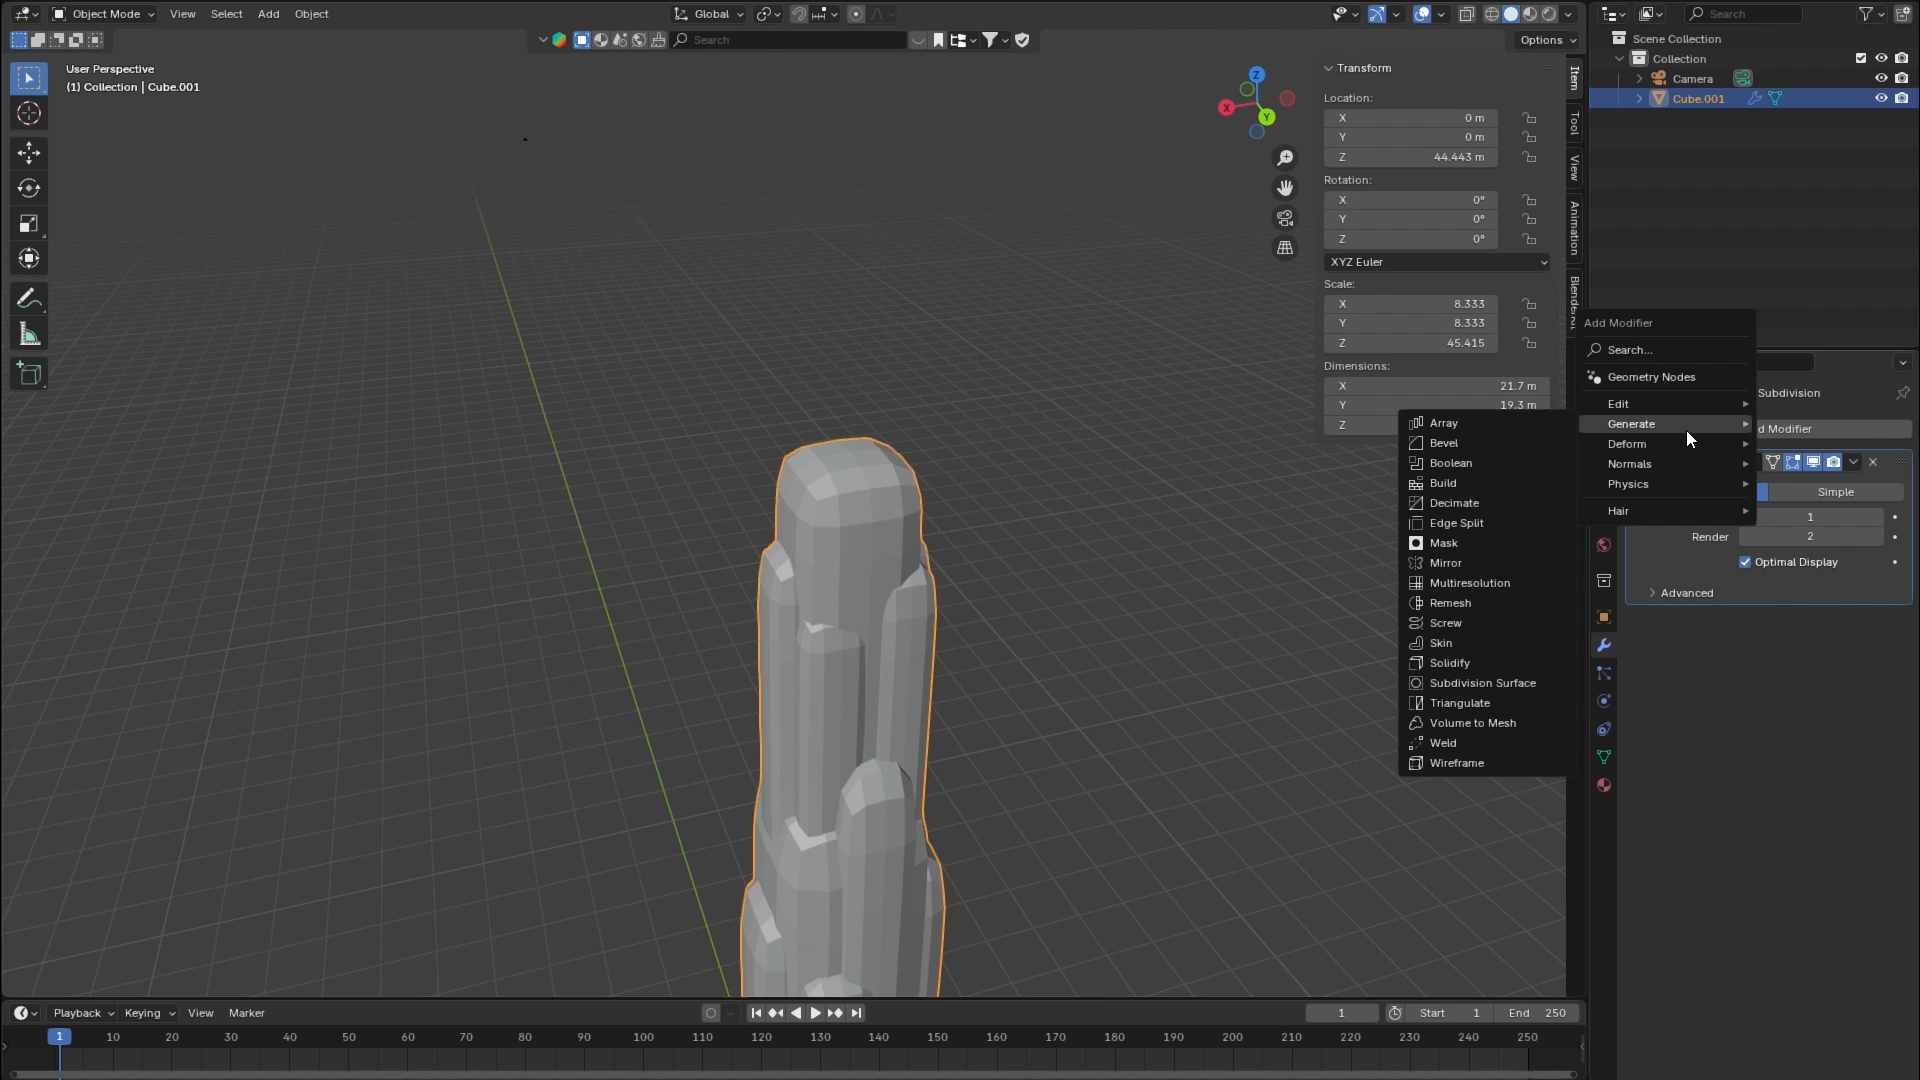 Object Mode View Select Add Object Global Search
Search Options
User Perspective
(1) Collection | Cube.001
Z
X
Y
Transform
Location:
X 0 m
Y 0 m
Z 44.443 m
Rotation:
X 0°
Y 0°
Z 0°
XYZ Euler
Scale:
X 8.333
Y 8.333
Z 45.415
Dimensions:
X 21.7 m
Y 19.3 m
Z
Item
Tool
View
Animation
Scene Collection
Collection
Camera
Cube.001
Add Modifier
Search...
Geometry Nodes
Edit
Generate
Deform
Normals
Physics
Hair
Array
Bevel
Boolean
Build
Decimate
Edge Split
Mask
Mirror
Multiresolution
Remesh
Screw
Skin
Solidify
Subdivision Surface
Triangulate
Volume to Mesh
Weld
Wireframe
Subdivision
d Modifier
Simple
1
Render 2
Optimal Display
Advanced
Playback Keying View Marker 1 Start 1 End 250
1 10 20 30 40 50 60 70 80 90 100 110 120 130 140 150 160 170 180 190 200 210 220 230 240 250